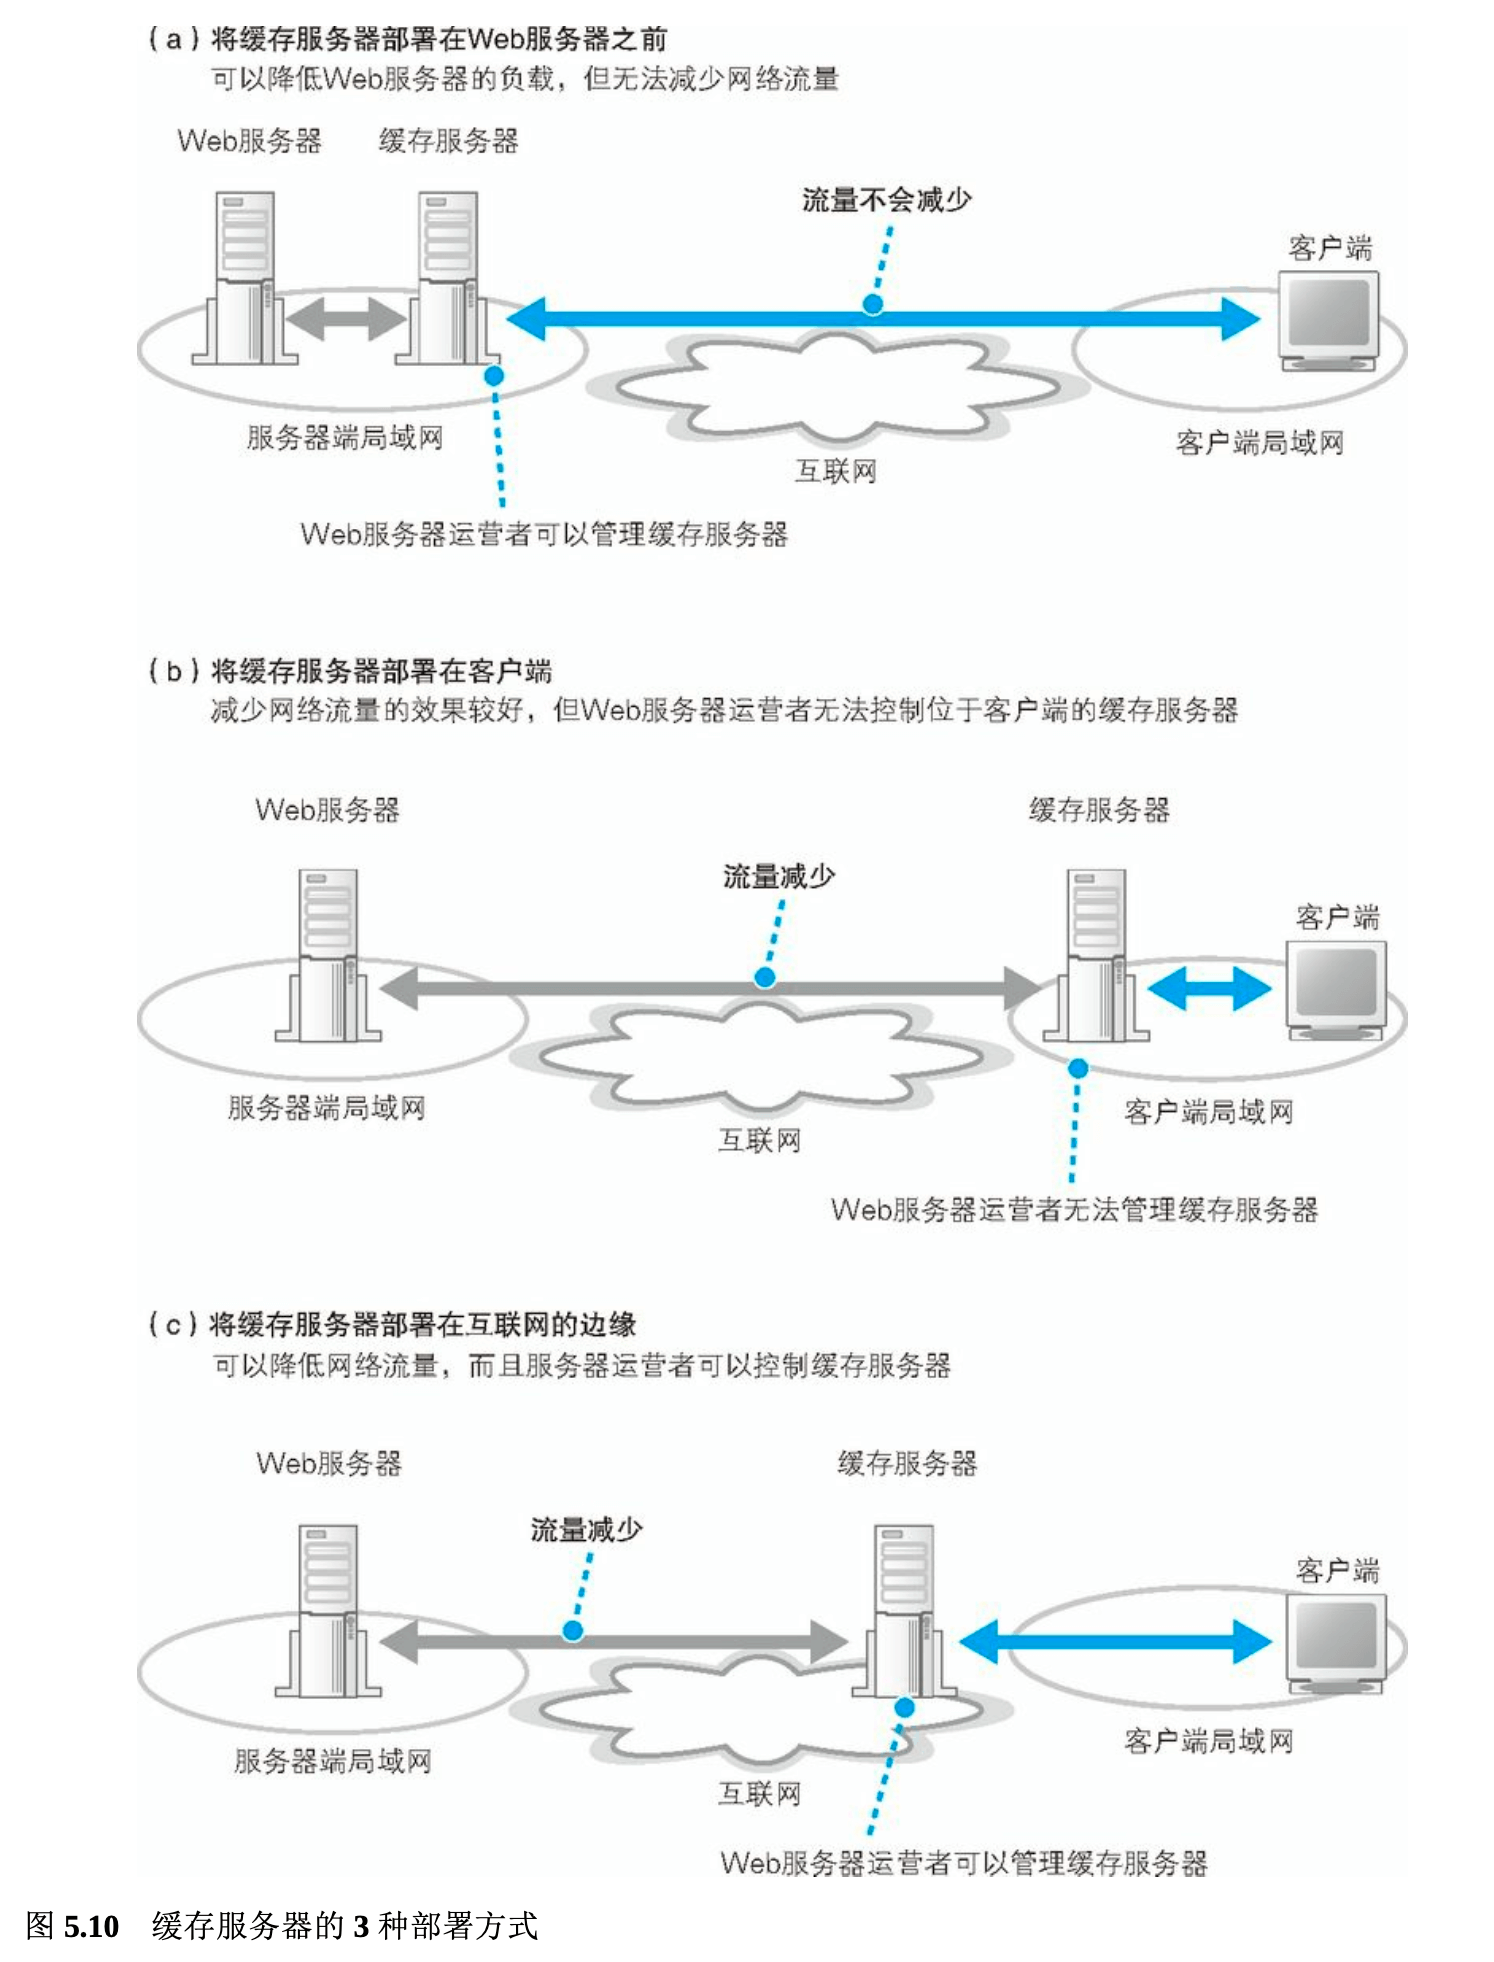 （a）将缓存服务器部署在Web服务器之前
可以降低Web服务器的负载，但无法减少网络流量
Web服务器 缓存服务器
流量不会减少
客户端
服务器端局域网
客户端局域网
互联网
Web服务器运营者可以管理缓存服务器
（b）将缓存服务器部署在客户端
减少网络流量的效果较好，但Web服务器运营者无法控制位于客户端的缓存服务器
Web服务器 缓存服务器
流量减少
客户端
服务器端局域网
客户端局域网
互联网
Web服务器运营者无法管理缓存服务器
（c）将缓存服务器部署在互联网的边缘
可以降低网络流量，而且服务器运营者可以控制缓存服务器
Web服务器 缓存服务器
流量减少
客户端
客户端局域网
服务器端局域网
互联网
Web服务器运营者可以管理缓存服务器
图 5.10 缓存服务器的 3 种部署方式